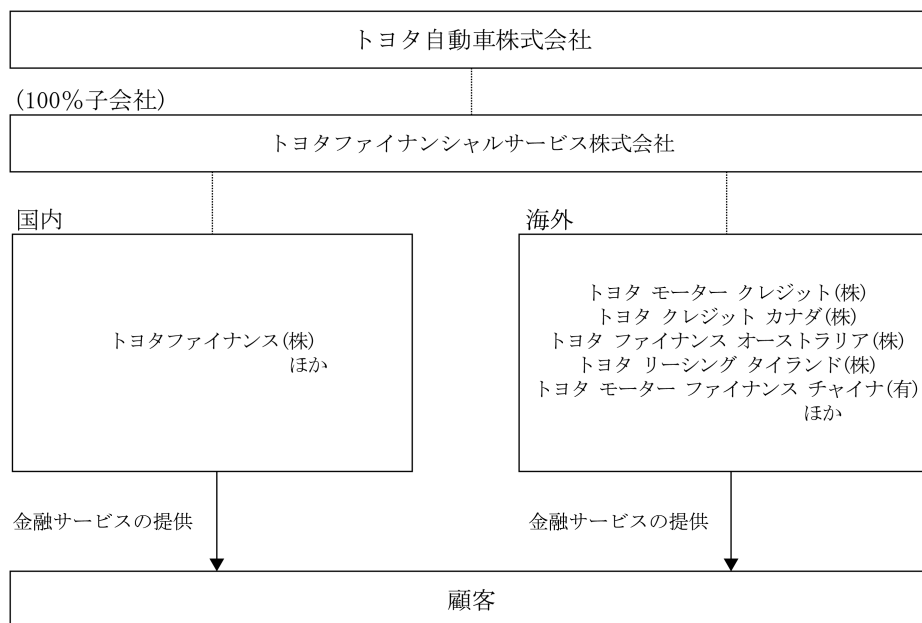 トヨタ自動車株式会社
(100％子会社)
トヨタファイナンシャルサービス株式会社
国内
トヨタファイナンス(株)
ほか
海外
トヨタ モーター クレジット(株)
トヨタ クレジット カナダ(株)
トヨタ ファイナンス オーストラリア(株)
トヨタ リーシング タイランド(株)
トヨタ モーター ファイナンス チャイナ(有)
ほか
金融サービスの提供
金融サービスの提供
顧客